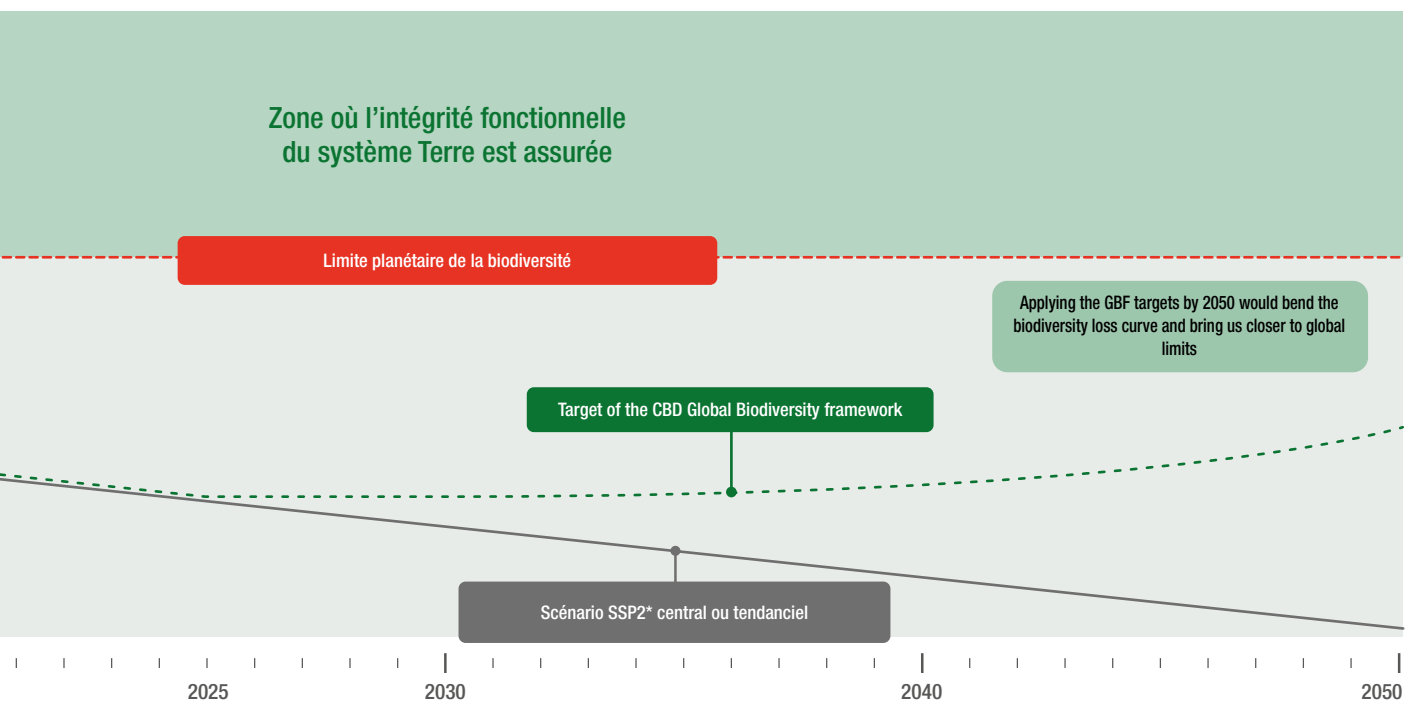 Zone où l’intégrité fonctionnelle
du système Terre est assurée
Limite planétaire de la biodiversité
Applying the GBF targets by 2050 would bend the
biodiversity loss curve and bring us closer to global
limits
Target of the CBD Global Biodiversity framework
Scénario SSP2* central ou tendanciel
2025
2030
2040
2050